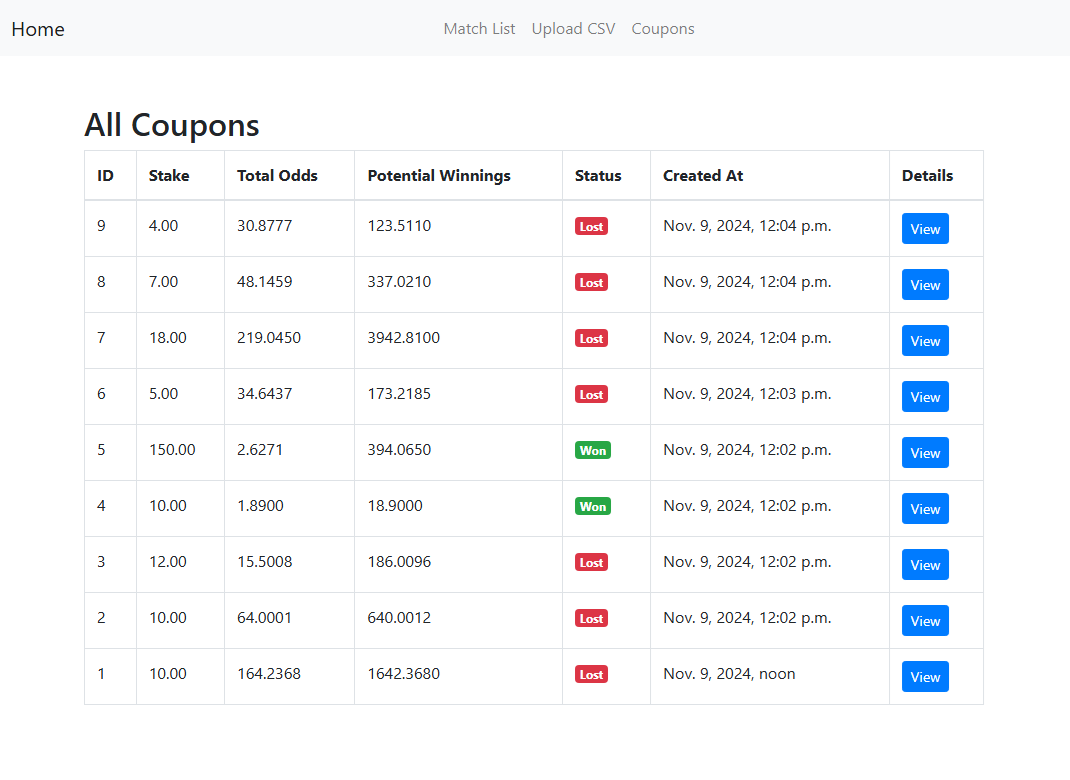 Home Match List Upload CSV Coupons
All Coupons
ID Stake Total Odds Potential Winnings Status Created At Details
9 4.00 30.8777 123.5110 Lost Nov. 9, 2024, 12:04 p.m. View
8 7.00 48.1459 337.0210 Lost Nov. 9, 2024, 12:04 p.m. View
7 18.00 219.0450 3942.8100 Lost Nov. 9, 2024, 12:04 p.m. View
6 5.00 34.6437 173.2185 Lost Nov. 9, 2024, 12:03 p.m. View
5 150.00 2.6271 394.0650 Won Nov. 9, 2024, 12:02 p.m. View
4 10.00 1.8900 18.9000 Won Nov. 9, 2024, 12:02 p.m. View
3 12.00 15.5008 186.0096 Lost Nov. 9, 2024, 12:02 p.m. View
2 10.00 64.0001 640.0012 Lost Nov. 9, 2024, 12:02 p.m. View
1 10.00 164.2368 1642.3680 Lost Nov. 9, 2024, noon View